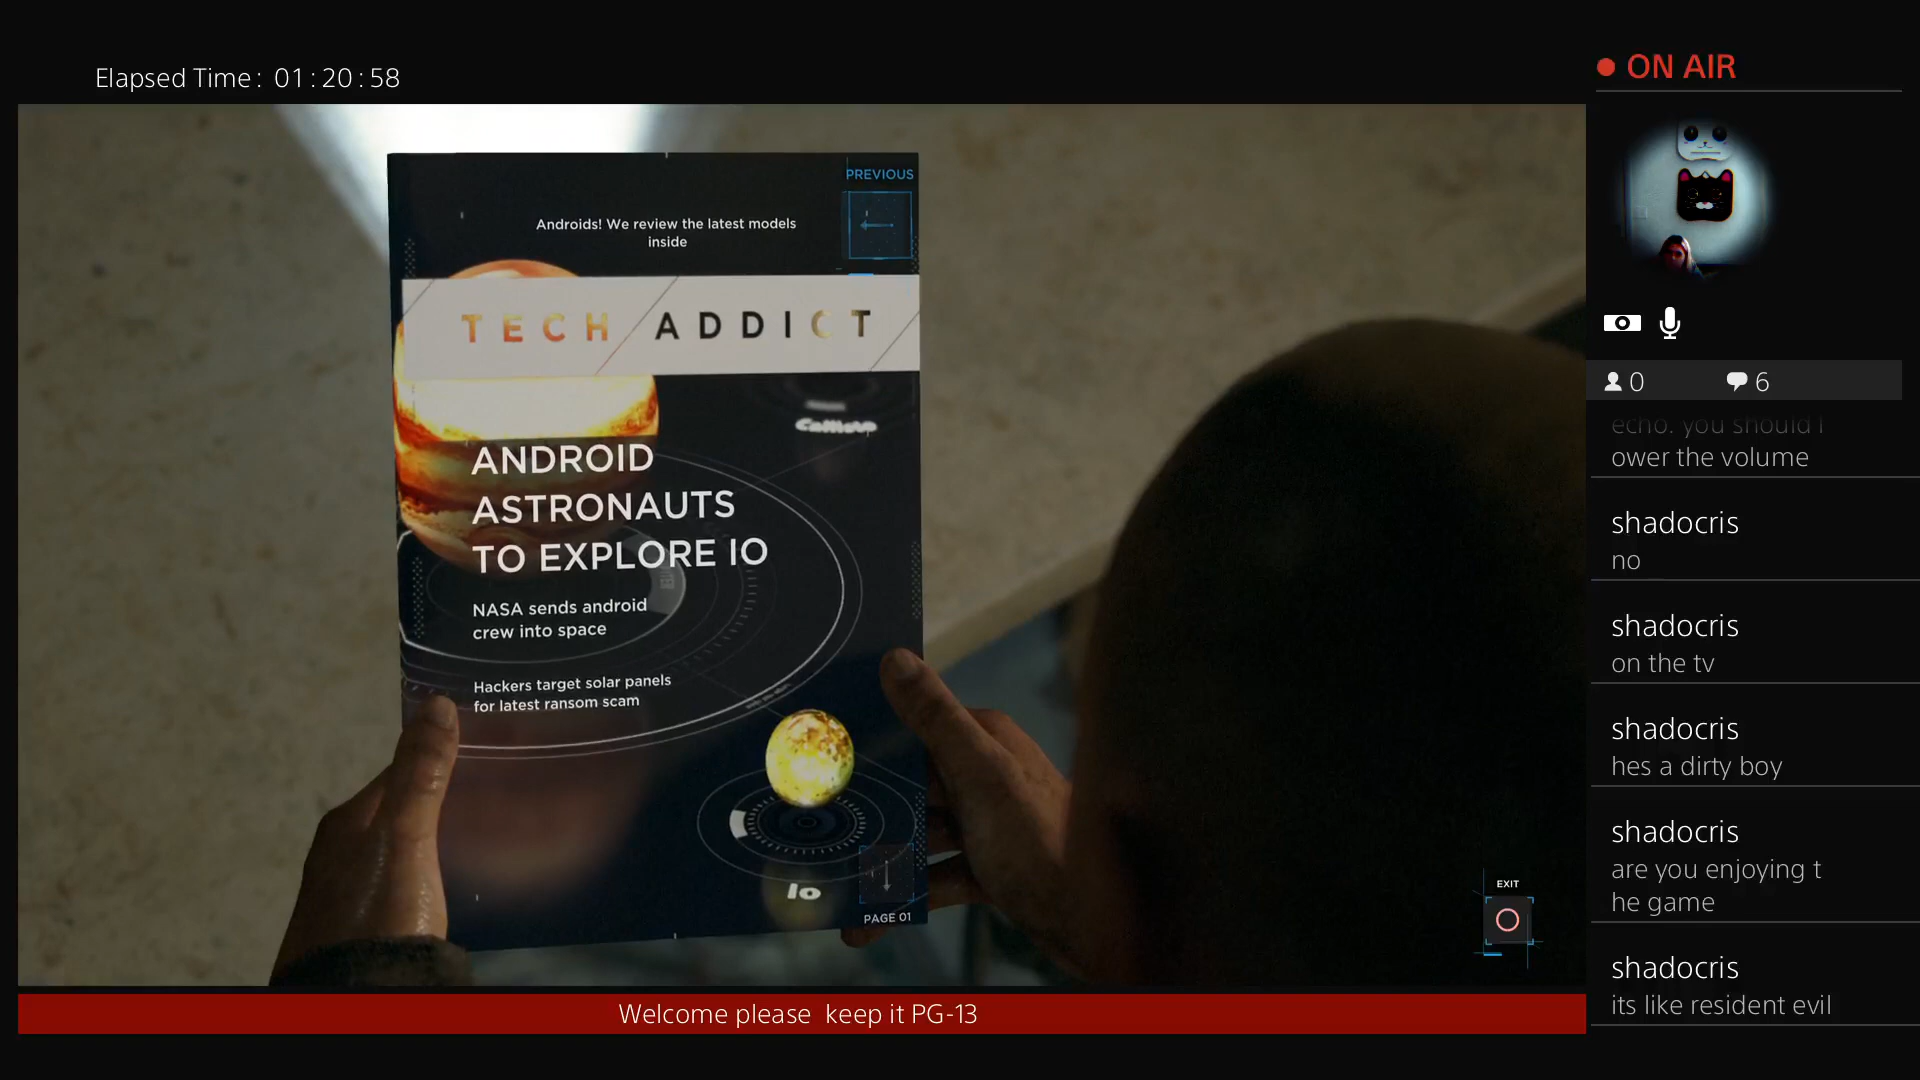 Elapsed Time: 01:20:58
ON AIR
PREVIOUS
Androids! We review the latest models
inside
TECH ADDICT
ANDROID
ASTRONAUTS
TO EXPLORE IO
NASA sends android
crew into space
Hackers target solar panels
for latest ransom scam
Io
PAGE 01
EXIT
Welcome please keep it PG-13
0 6
echo. you should l
ower the volume
shadocris
no
shadocris
on the tv
shadocris
hes a dirty boy
shadocris
are you enjoying t
he game
shadocris
its like resident evil